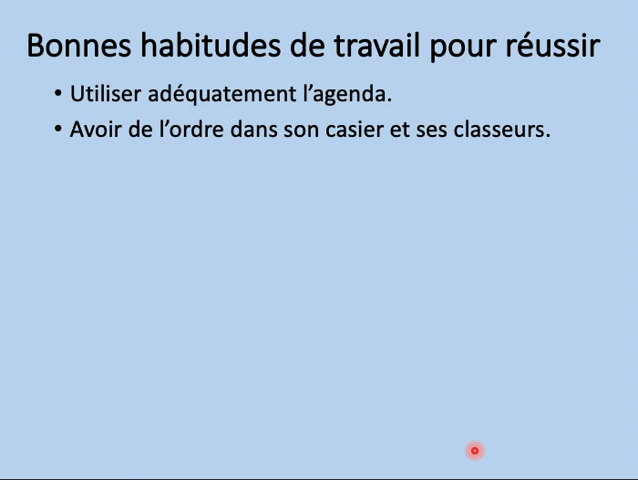 Bonnes habitudes de travail pour réussir
• Utiliser adéquatement l’agenda.
• Avoir de l’ordre dans son casier et ses classeurs.